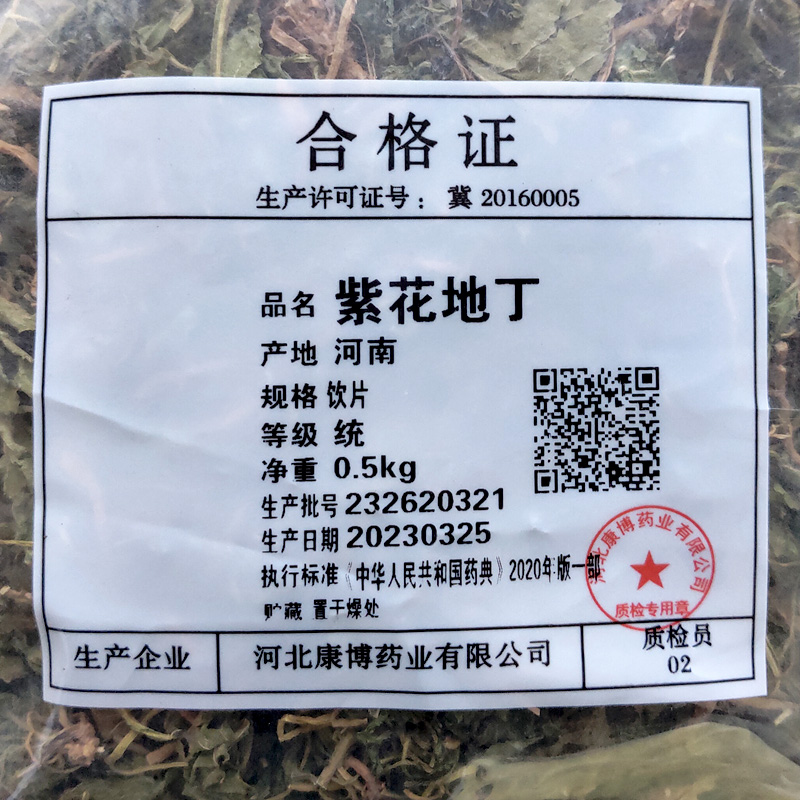 合格证
生产许可证号：冀 20160005
品名 紫花地丁
产地 河南
规格 饮片
等级 统
净重 0.5kg
生产批号 232620321
生产日期 20230325
执行标准《中华人民共和国药典》2020年版一部
贮藏 置干燥处
河北康博药业有限公司
质检专用章
生产企业 河北康博药业有限公司 质检员
02